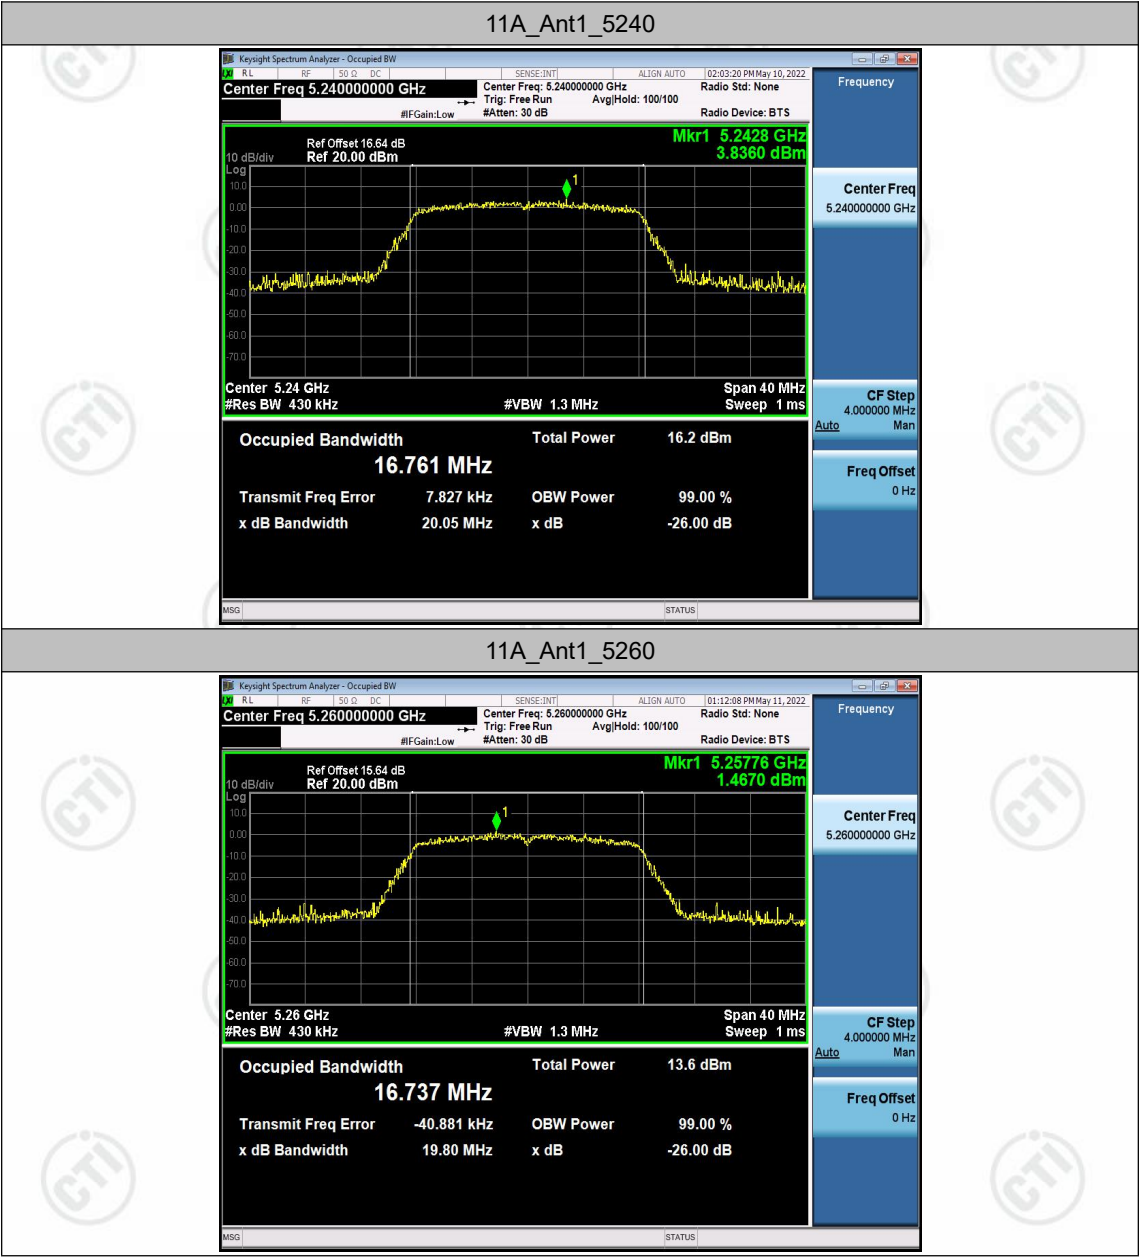 11A_Ant1_5240
Keysight Spectrum Analyzer - Occupied BW
RL RF 50 Ω DC SENSE:INT ALIGN AUTO 02:03:20 PM May 10, 2022
Center Freq 5.240000000 GHz Center Freq: 5.240000000 GHz Radio Std: None
Trig: Free Run Avg|Hold: 100/100
#IFGain:Low #Atten: 30 dB Radio Device: BTS
Frequency
Mkr1 5.2428 GHz
Ref Offset 16.64 dB
10 dB/div Ref 20.00 dBm 3.8360 dBm
Log
10.0
0.00
-10.0
-20.0
-30.0
-40.0
-50.0
-60.0
-70.0
1
Center 5.24 GHz Span 40 MHz
#Res BW 430 kHz #VBW 1.3 MHz Sweep 1 ms
Occupied Bandwidth Total Power 16.2 dBm
16.761 MHz
Transmit Freq Error 7.827 kHz OBW Power 99.00 %
x dB Bandwidth 20.05 MHz x dB -26.00 dB
Center Freq
5.240000000 GHz
CF Step
4.000000 MHz
Auto Man
Freq Offset
0 Hz
MSG STATUS
11A_Ant1_5260
Keysight Spectrum Analyzer - Occupied BW
RL RF 50 Ω DC SENSE:INT ALIGN AUTO 01:12:08 PM May 11, 2022
Center Freq 5.260000000 GHz Center Freq: 5.260000000 GHz Radio Std: None
Trig: Free Run Avg|Hold: 100/100
#IFGain:Low #Atten: 30 dB Radio Device: BTS
Frequency
Mkr1 5.25776 GHz
Ref Offset 15.64 dB
10 dB/div Ref 20.00 dBm 1.4670 dBm
Log
10.0
0.00
-10.0
-20.0
-30.0
-40.0
-50.0
-60.0
-70.0
1
Center 5.26 GHz Span 40 MHz
#Res BW 430 kHz #VBW 1.3 MHz Sweep 1 ms
Occupied Bandwidth Total Power 13.6 dBm
16.737 MHz
Transmit Freq Error -40.881 kHz OBW Power 99.00 %
x dB Bandwidth 19.80 MHz x dB -26.00 dB
Center Freq
5.260000000 GHz
CF Step
4.000000 MHz
Auto Man
Freq Offset
0 Hz
MSG STATUS
CTI
CTI
CTI
CTI
CTI
CTI